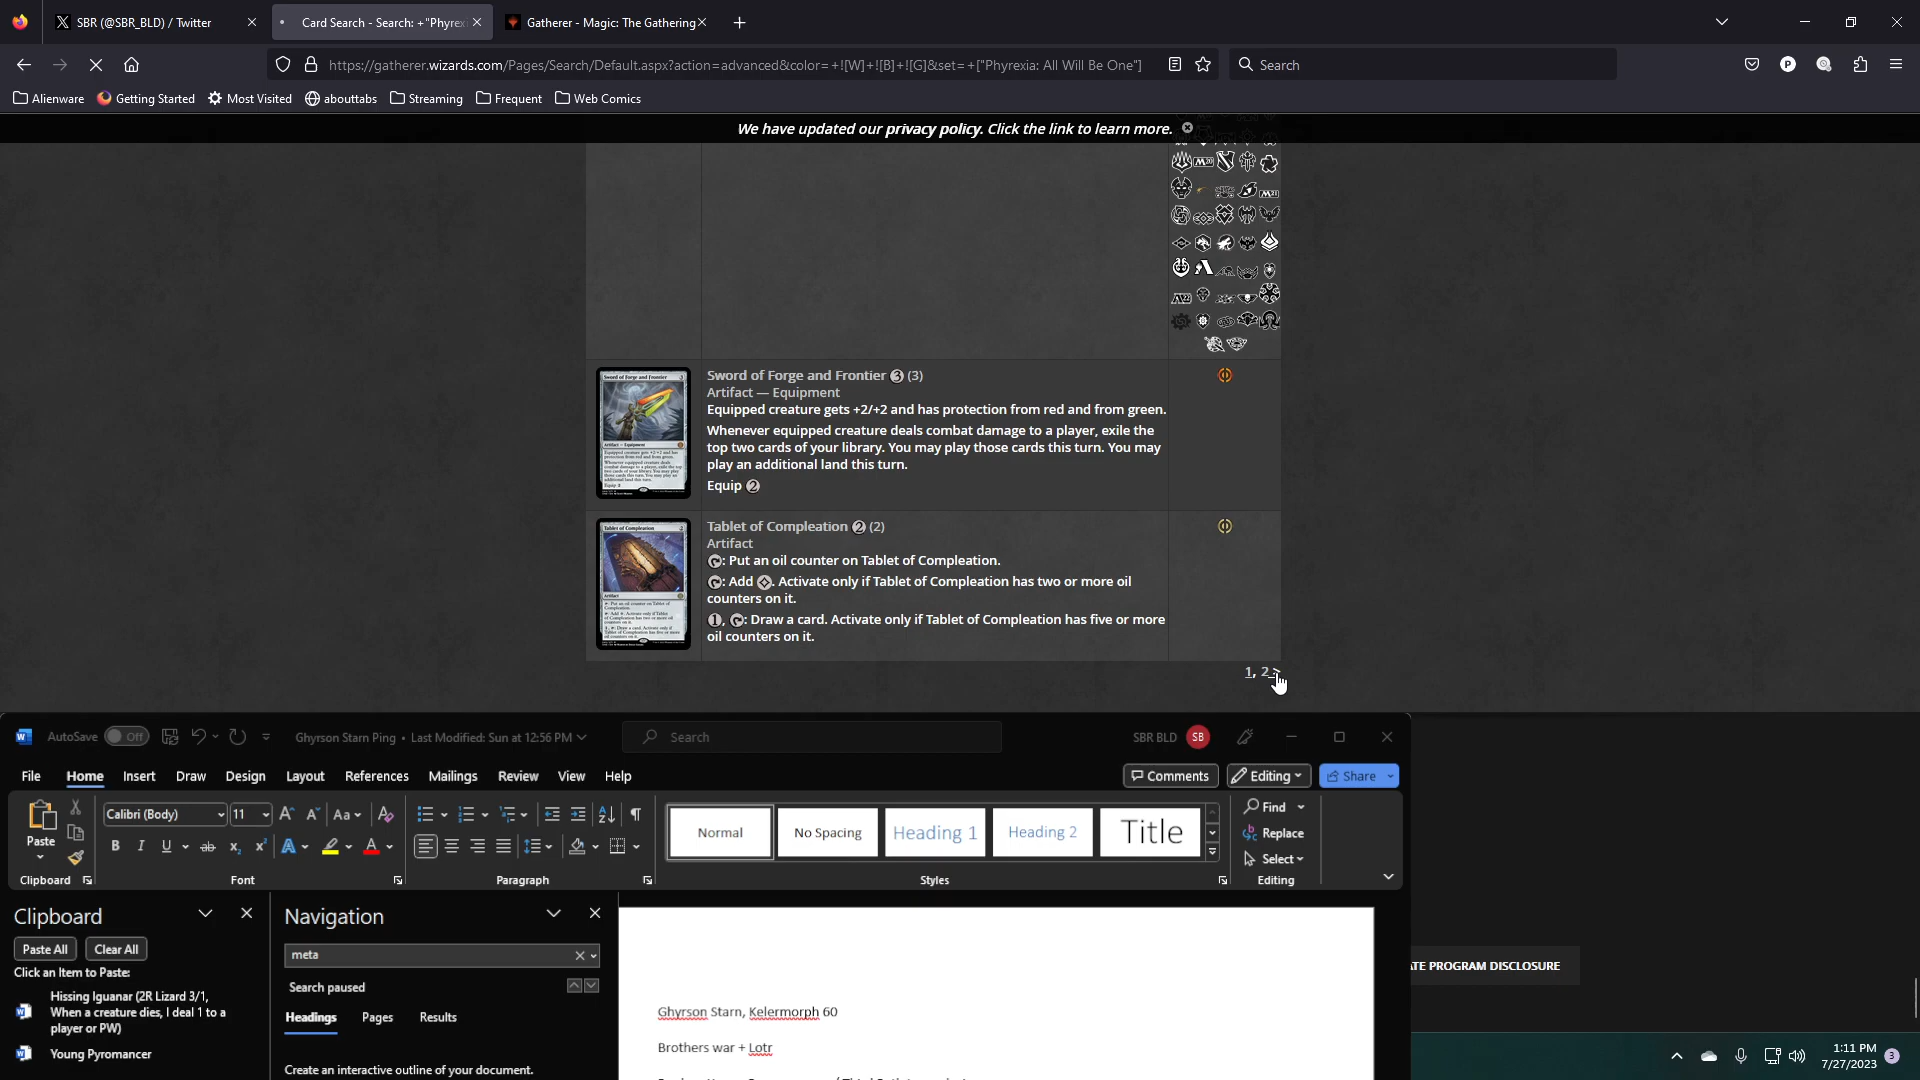 SBR (@SBR_BLD) / Twitter
Card Search - Search: +"Phyrex
Gatherer - Magic: The Gathering
https://gatherer.wizards.com/Pages/Search/Default.aspx?action=advanced&color=+![W]+![B]+![G]&set=+["Phyrexia: All Will Be One"]
Search
Alienware
Getting Started
Most Visited
abouttabs
Streaming
Frequent
Web Comics
We have updated our privacy policy. Click the link to learn more.
Sword of Forge and Frontier 3 (3)
Artifact — Equipment
Equipped creature gets +2/+2 and has protection from red and from green.
Whenever equipped creature deals combat damage to a player, exile the
top two cards of your library. You may play those cards this turn. You may
play an additional land this turn.
Equip 2
Tablet of Compleation 2 (2)
Artifact
: Put an oil counter on Tablet of Compleation.
: Add . Activate only if Tablet of Compleation has two or more oil
counters on it.
1, : Draw a card. Activate only if Tablet of Compleation has five or more
oil counters on it.
1, 2 >
AutoSave Off
Ghyrson Starn Ping • Last Modified: Sun at 12:56 PM
Search
SBR BLD SB
File Home Insert Draw Design Layout References Mailings Review View Help
Comments
Editing
Share
Paste
Calibri (Body) 11
Normal
No Spacing
Heading 1
Heading 2
Title
Find
Replace
Select
Clipboard
Font
Paragraph
Styles
Editing
Clipboard
Paste All
Clear All
Click an Item to Paste:
Hissing Iguanar (2R Lizard 3/1,
When a creature dies, I deal 1 to a
player or PW)
Young Pyromancer
Navigation
meta
Search paused
Headings
Pages
Results
Create an interactive outline of your document.
Ghyrson Starn, Kelermorph 60
Brothers war + Lotr
TE PROGRAM DISCLOSURE
1:11 PM
7/27/2023
3